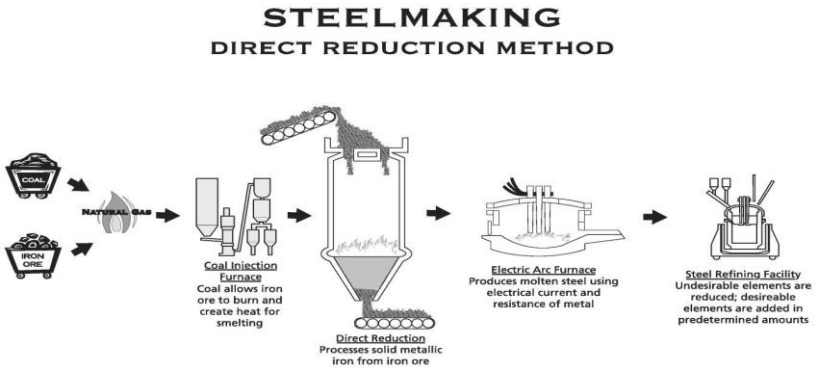 STEELMAKING
DIRECT REDUCTION METHOD
COAL
NATURAL GAS
IRON
ORE
Coal Injection
Furnace
Coal allows iron
ore to burn and
create heat for
smelting
Direct Reduction
Processes solid metallic
iron from iron ore
Electric Arc Furnace
Produces molten steel using
electrical current and
resistance of metal
Steel Refining Facility
Undesirable elements are
reduced; desireable
elements are added in
predetermined amounts